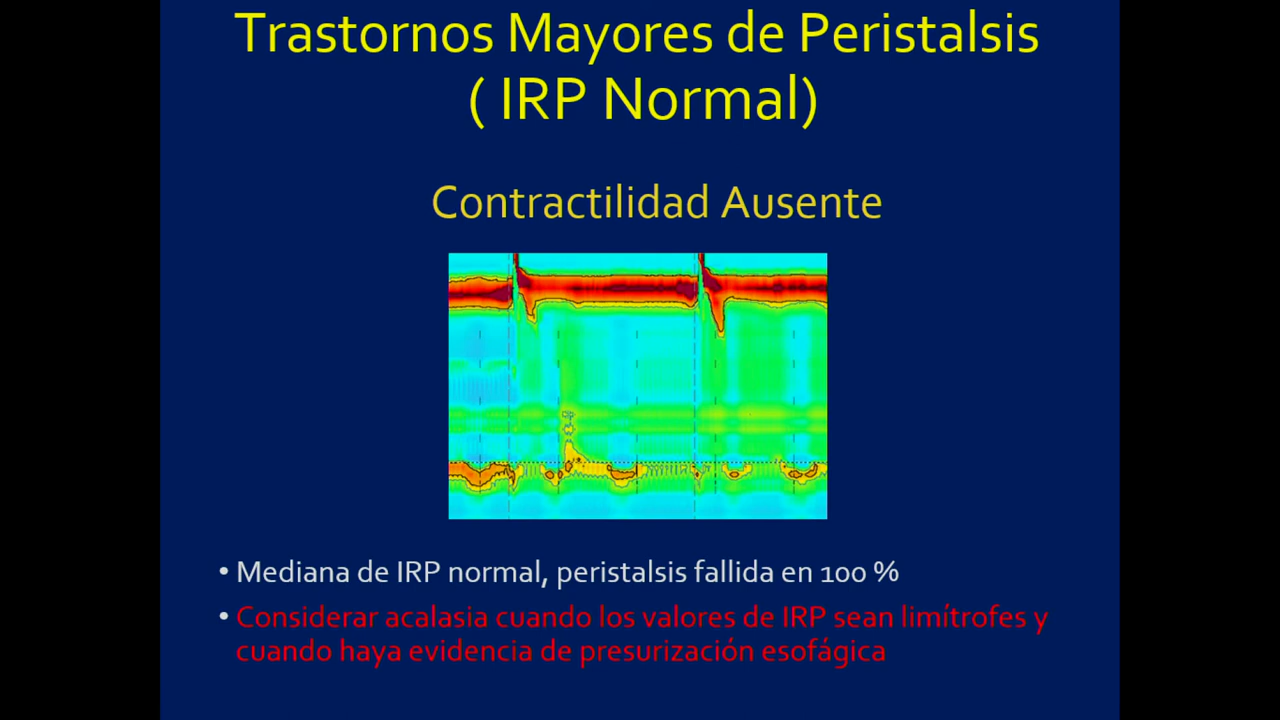 Trastornos Mayores de Peristalsis
( IRP Normal)
Contractilidad Ausente
• Mediana de IRP normal, peristalsis fallida en 100 %
• Considerar acalasia cuando los valores de IRP sean limítrofes y
cuando haya evidencia de presurización esofágica